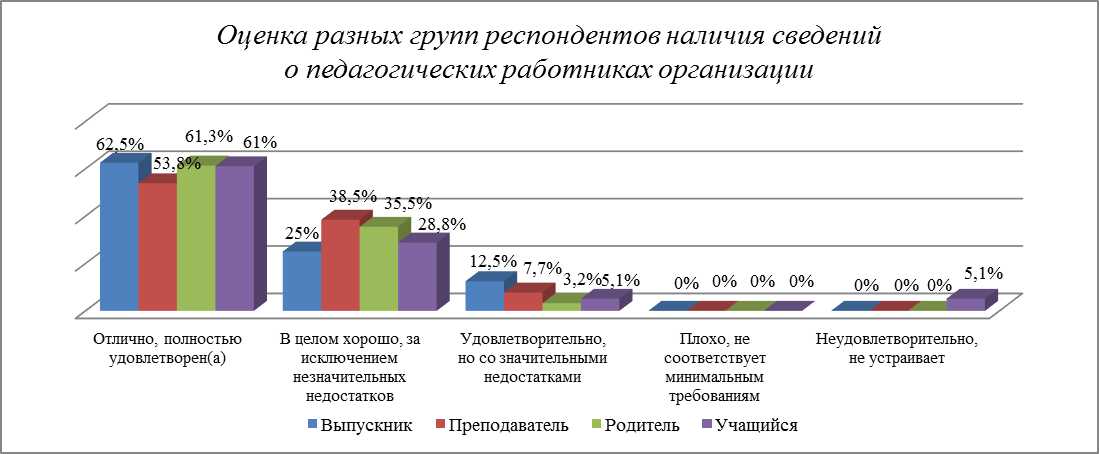 Оценка разных групп респондентов наличия сведений
о педагогических работниках организации
62,5%
53,8%
61,3%
61%
25%
38,5%
35,5%
28,8%
12,5%
7,7%
3,2%
5,1%
0%
0%
0%
0%
0%
0%
0%
5,1%
Отлично, полностью
удовлетворен(а)
В целом хорошо, за
исключением
незначительных
недостатков
Удовлетворительно,
но со значительными
недостатками
Плохо, не
соответствует
минимальным
требованиям
Неудовлетворительно,
не устраивает
Выпускник
Преподаватель
Родитель
Учащийся